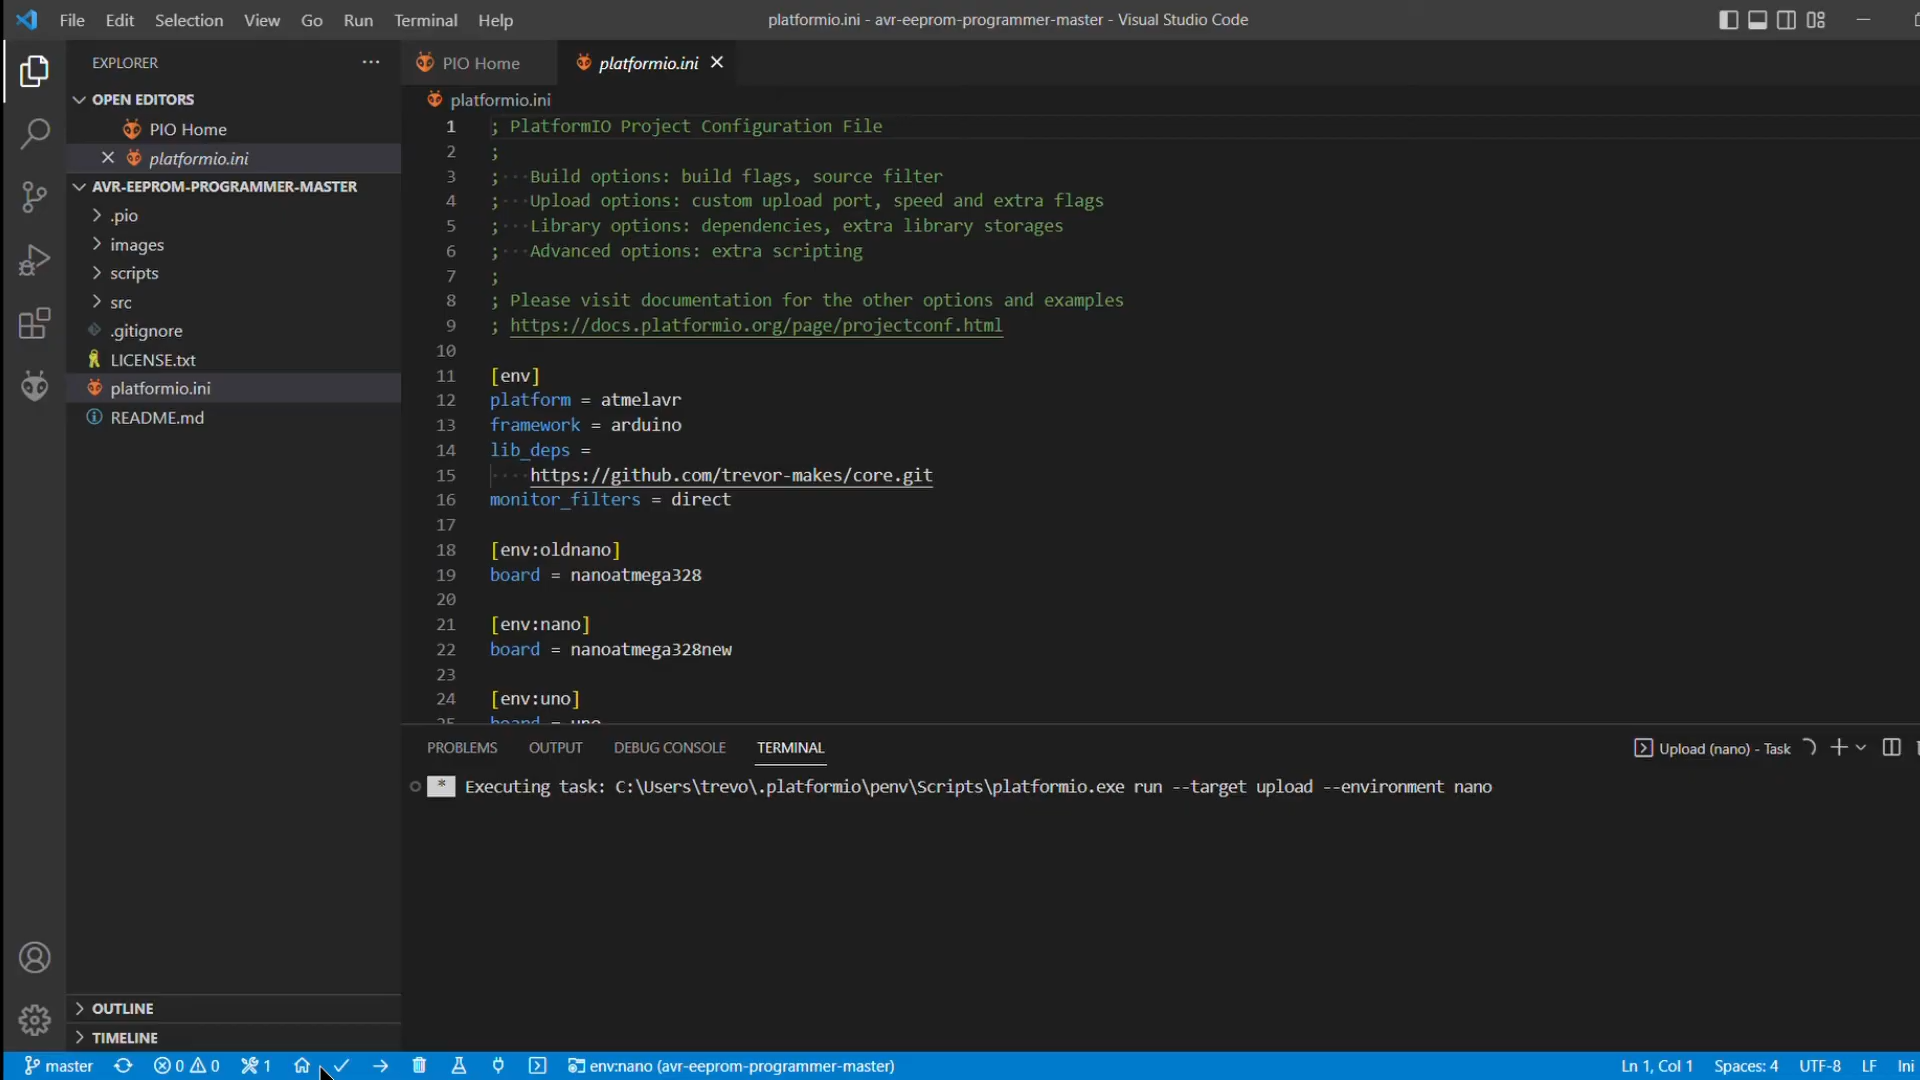 File Edit Selection View Go Run Terminal Help
platformio.ini - avr-eeprom-programmer-master - Visual Studio Code
EXPLORER
OPEN EDITORS
PIO Home
platformio.ini
AVR-EEPROM-PROGRAMMER-MASTER
.pio
images
scripts
src
.gitignore
LICENSE.txt
platformio.ini
README.md
OUTLINE
TIMELINE
PIO Home
platformio.ini
platformio.ini
1 ; PlatformIO Project Configuration File
2 ;
3 ;   Build options: build flags, source filter
4 ;   Upload options: custom upload port, speed and extra flags
5 ;   Library options: dependencies, extra library storages
6 ;   Advanced options: extra scripting
7 ;
8 ; Please visit documentation for the other options and examples
9 ; https://docs.platformio.org/page/projectconf.html
10
11 [env]
12 platform = atmelavr
13 framework = arduino
14 lib_deps =
15     https://github.com/trevor-makes/core.git
16 monitor_filters = direct
17
18 [env:oldnano]
19 board = nanoatmega328
20
21 [env:nano]
22 board = nanoatmega328new
23
24 [env:uno]
25 board = uno
PROBLEMS OUTPUT DEBUG CONSOLE TERMINAL
Upload (nano) - Task
* Executing task: C:\Users\trevo\.platformio\penv\Scripts\platformio.exe run --target upload --environment nano
master 0 0 1 env:nano (avr-eeprom-programmer-master)
Ln 1, Col 1 Spaces: 4 UTF-8 LF Ini